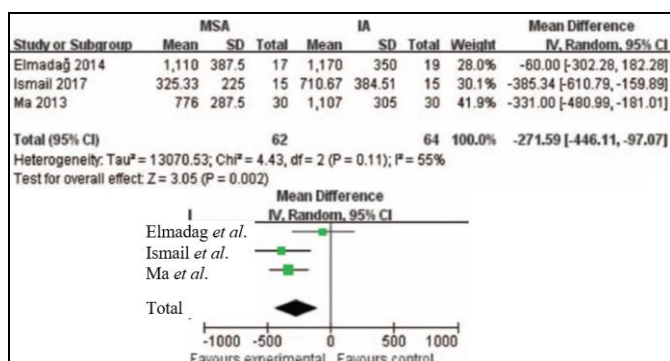 MSA IA Mean Difference
Study or Subgroup Mean SD Total Mean SD Total Weight IV, Random, 95% CI
Elmadağ 2014 1,110 387.5 17 1,170 350 19 28.0% -60.00 [-302.28, 182.28]
Ismail 2017 325.33 225 15 710.67 384.51 15 30.1% -385.34 [-610.79, -159.89]
Ma 2013 776 287.5 30 1,107 305 30 41.9% -331.00 [-480.99, -181.01]
Total (95% CI) 62 64 100.0% -271.59 [-446.11, -97.07]
Heterogeneity: Tau² = 13070.53; Chi² = 4.43, df = 2 (P = 0.11); I² = 55%
Test for overall effect: Z = 3.05 (P = 0.002)
Mean Difference
IV, Random, 95% CI
Elmadag et al.
Ismail et al.
Ma et al.
Total
-1000 -500 0 500 1000
Favours experimental Favours control